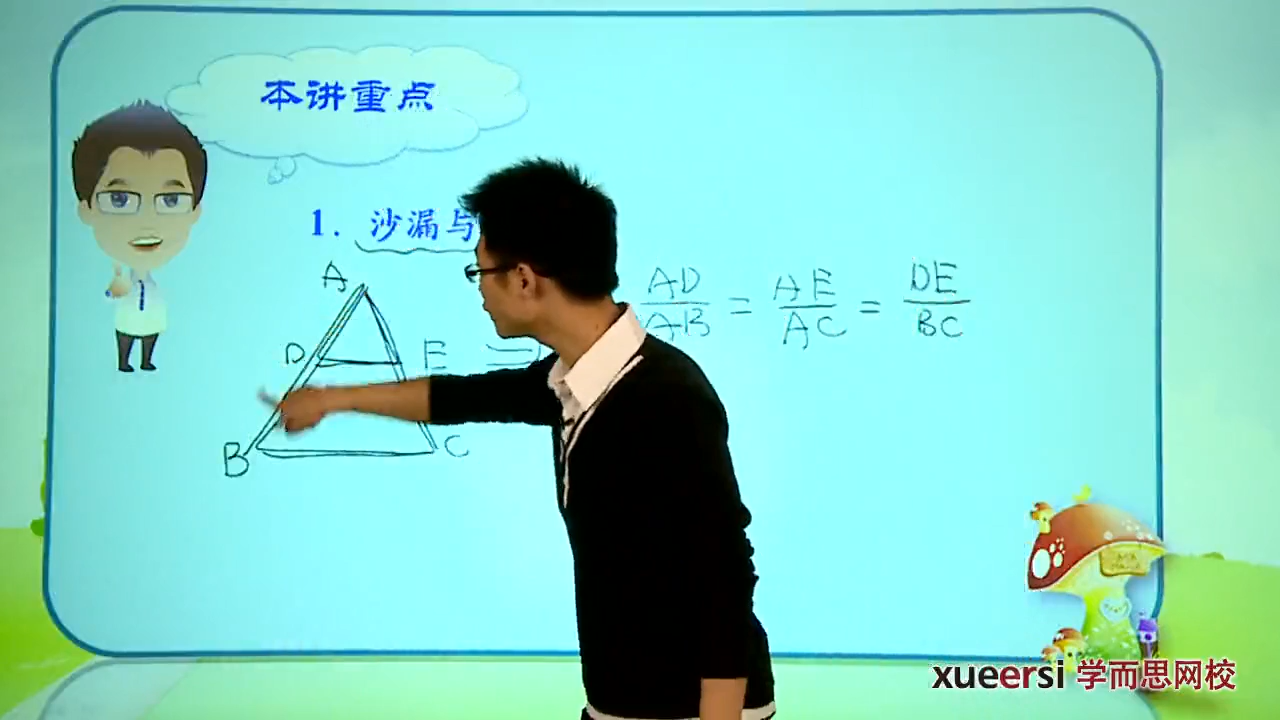 本讲重点
1. 沙漏与
A
AD/AB = AE/AC = DE/BC
D E ⇒
B C
xueersi 学而思网校